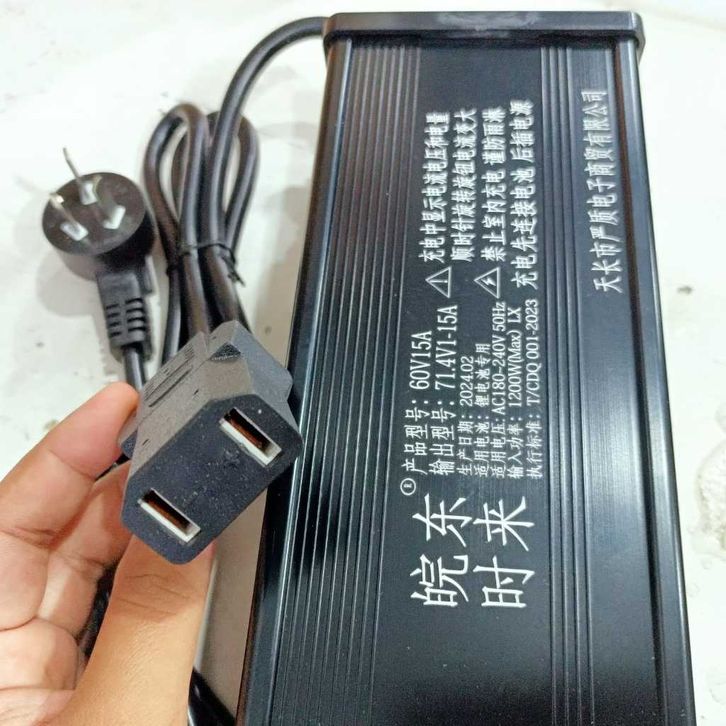 皖东®
时来
产品型号：60V15A
输出型号：71.4V1-15A
生产日期：2024.02
适用电池：锂电池专用
适用电压：AC180-240V 50Hz
输入功率：1200W(Max) LX
执行标准：T/CDQ 001-2023
充电中显示电流电压和电量
顺时针旋转旋钮电流变大
禁止室内充电 谨防雨淋
充电先连接电池 后插电源
天长市严质电子商贸有限公司